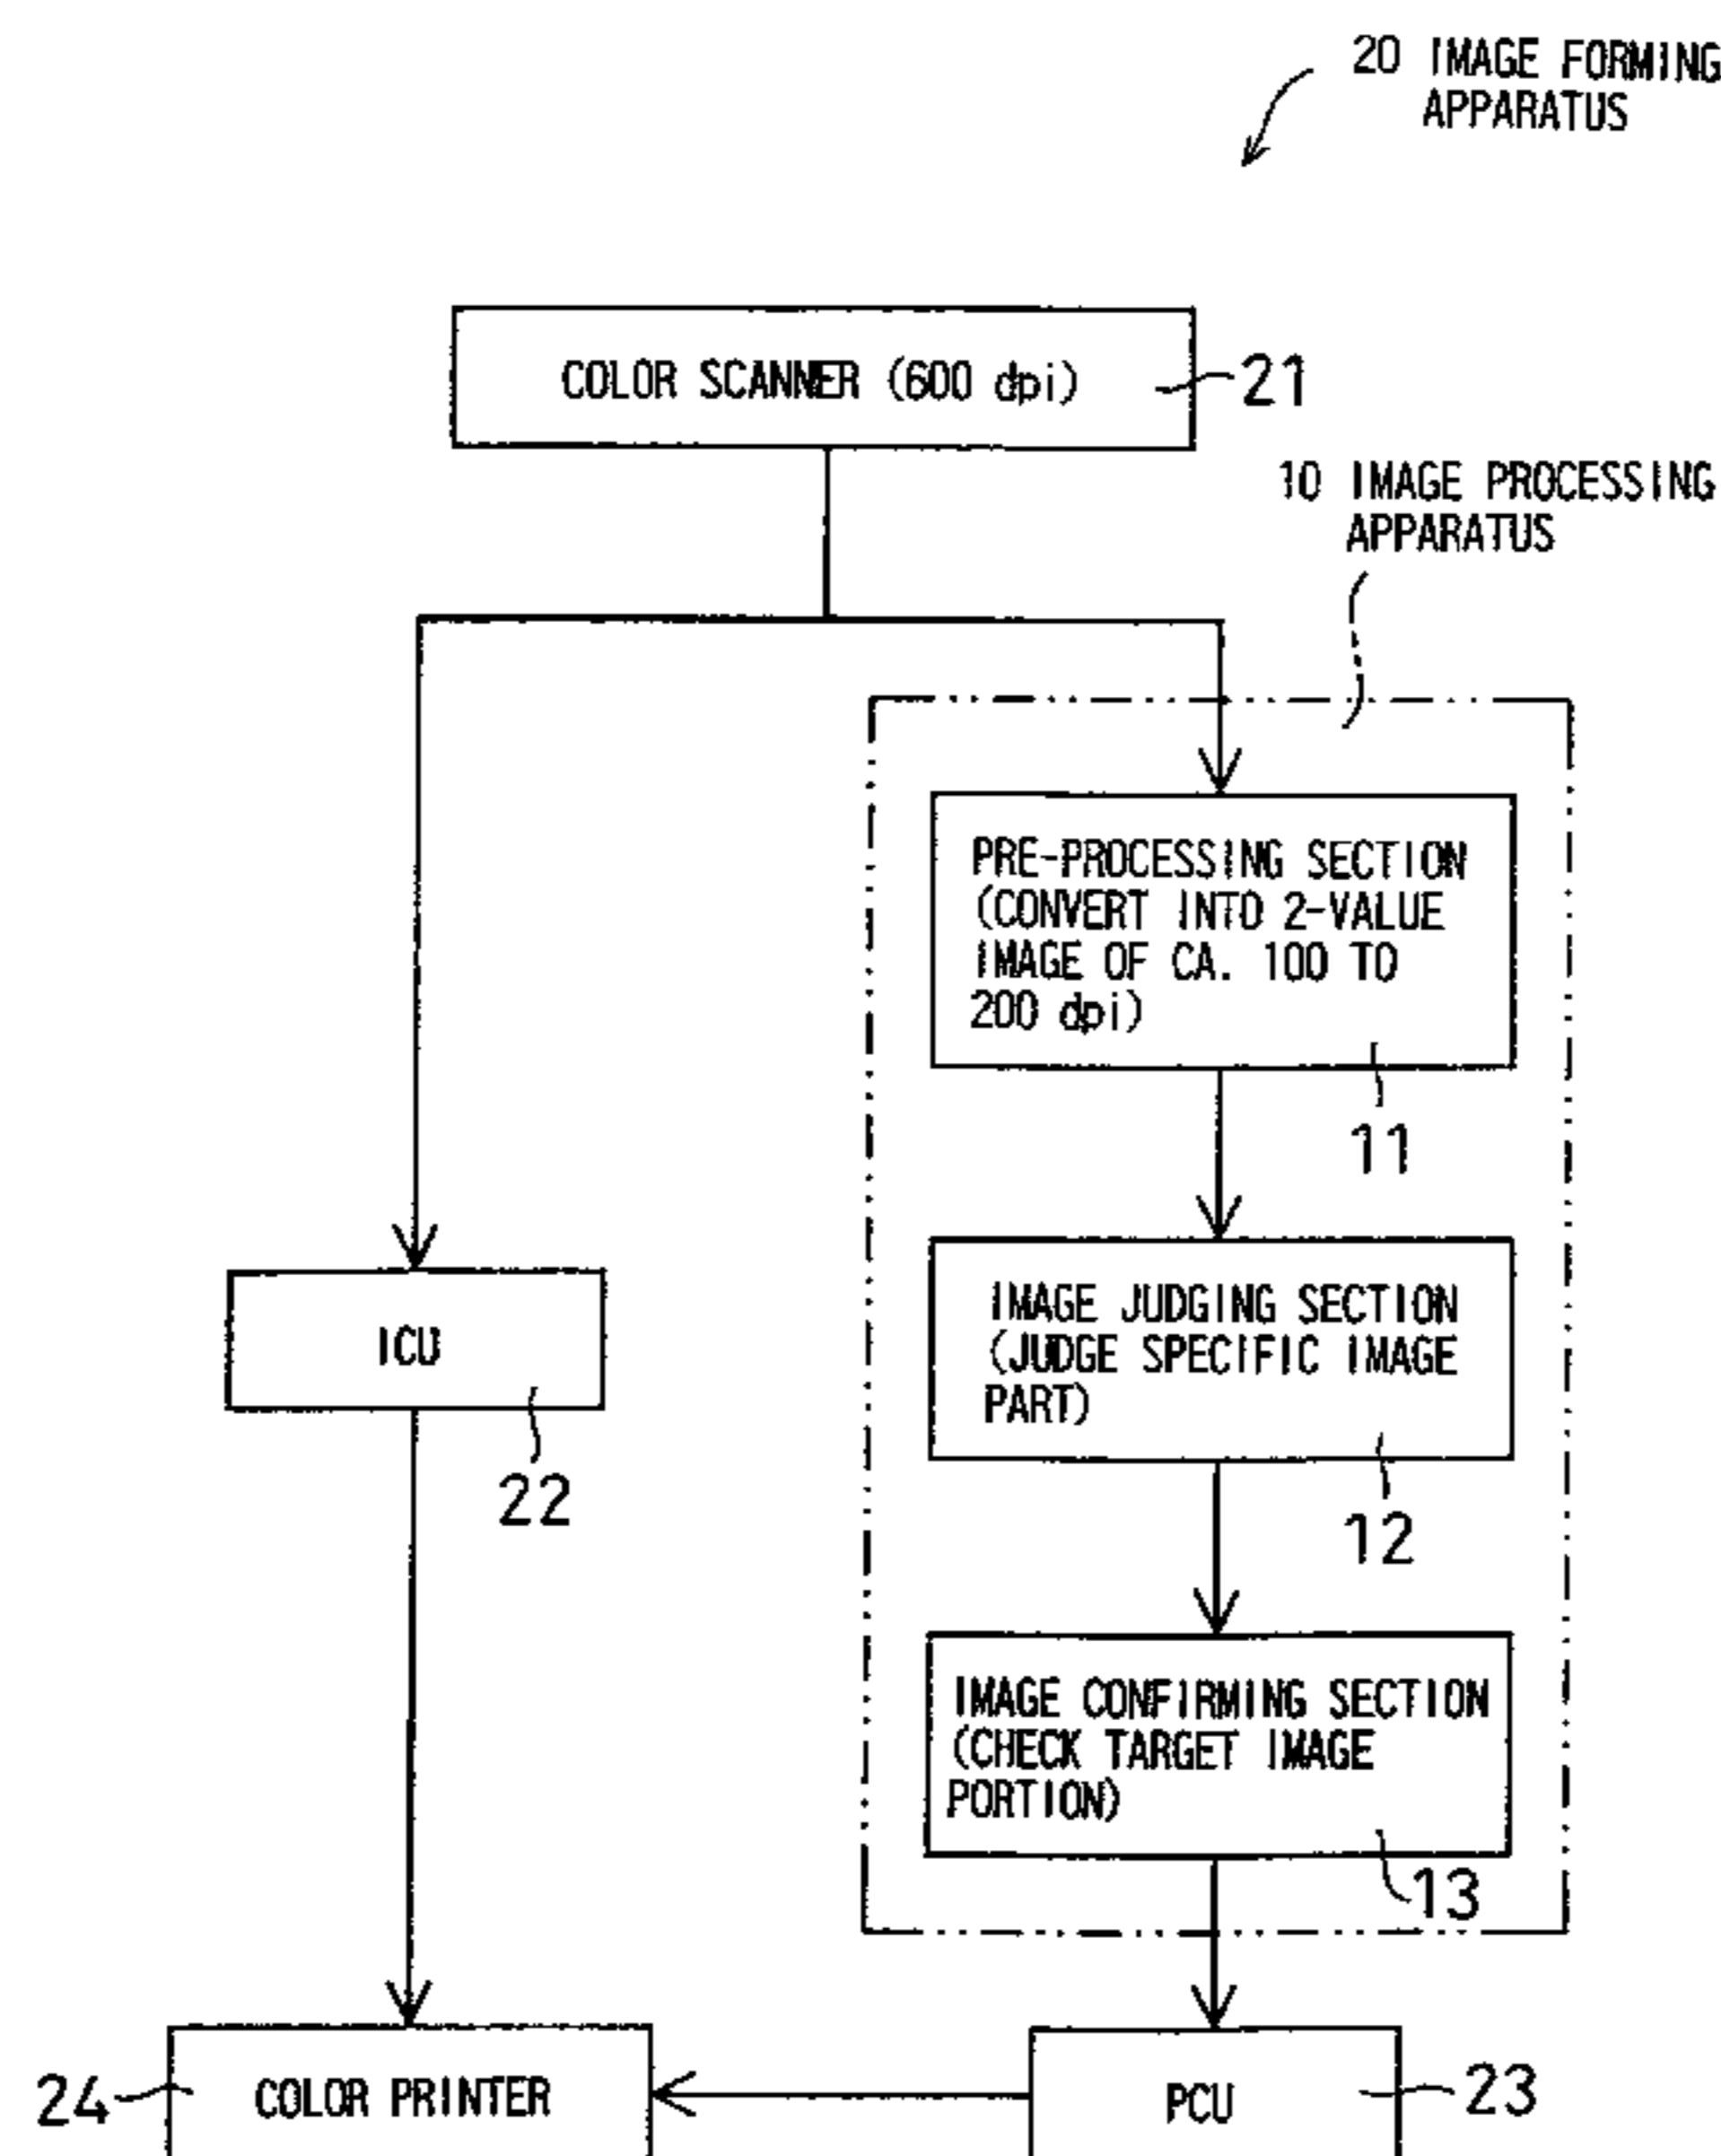 20 IMAGE FORMING
APPARATUS
COLOR SCANNER (600 dpi)
21
10 IMAGE PROCESSING
APPARATUS
PRE-PROCESSING SECTION
(CONVERT INTO 2-VALUE
IMAGE OF CA. 100 TO
200 dpi)
11
IMAGE JUDGING SECTION
(JUDGE SPECIFIC IMAGE
PART)
12
ICU
22
IMAGE CONFIRMING SECTION
(CHECK TARGET IMAGE
PORTION)
13
24
COLOR PRINTER
PCU
23